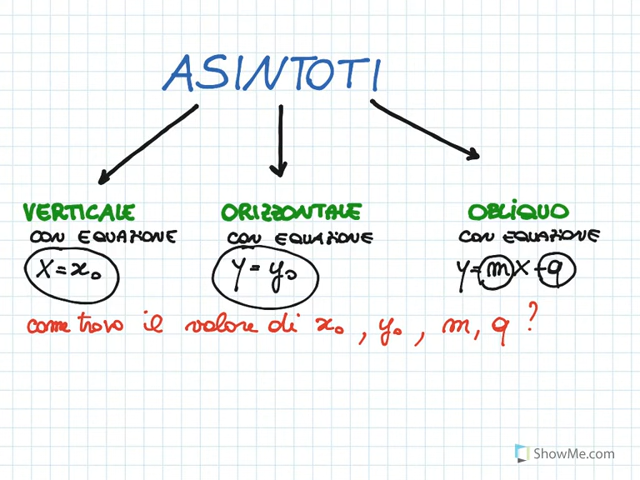 ASINTOTI
VERTICALE ORIZZONTALE OBLIQUO
CON EQUAZIONE CON EQUAZIONE CON EQUAZIONE
X = x₀ Y = y₀ Y = mX + q
come trovo il valore di x₀, y₀, m, q?
ShowMe.com